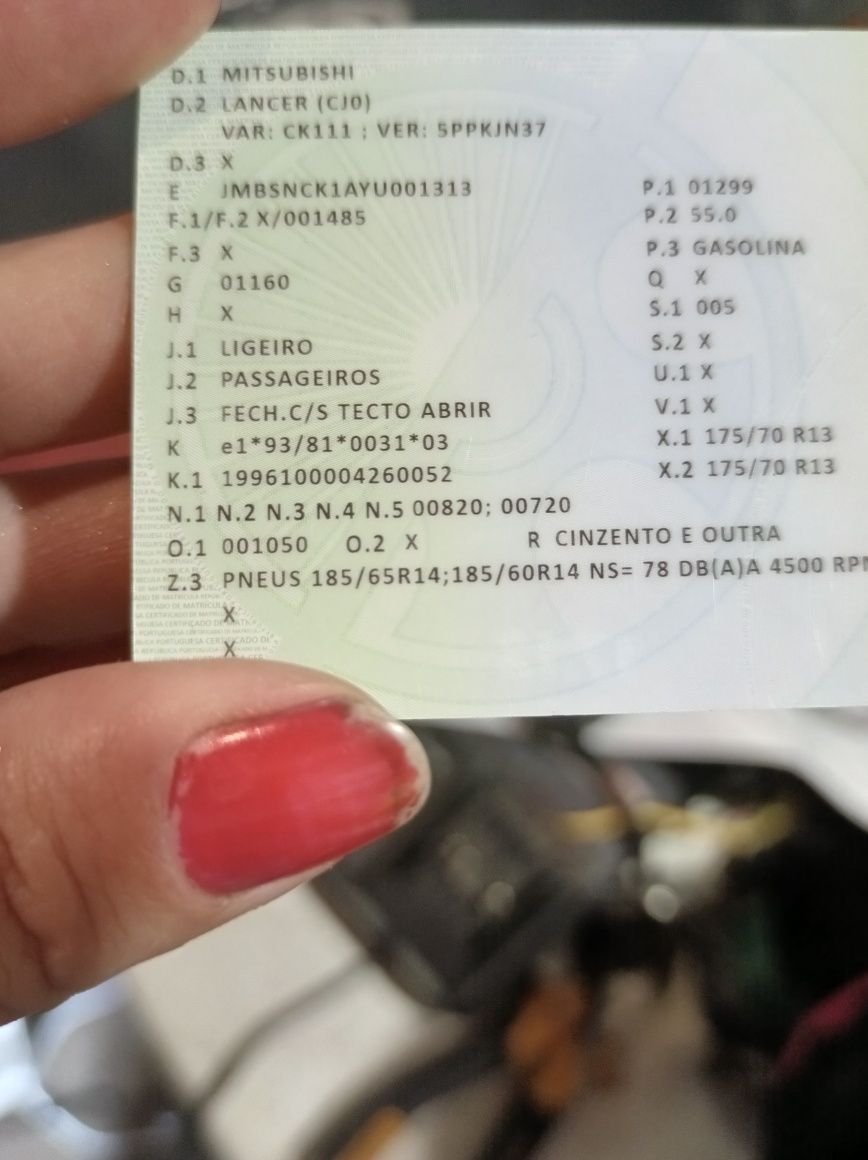 D.1 MITSUBISHI
D.2 LANCER (CJ0)
VAR: CK111 ; VER: 5PPKJN37
D.3 X
E JMBSNCK1AYU001313
F.1/F.2 X/001485
F.3 X
G 01160
H X
J.1 LIGEIRO
J.2 PASSAGEIROS
J.3 FECH.C/S TECTO ABRIR
K e1*93/81*0031*03
K.1 1996100004260052
N.1 N.2 N.3 N.4 N.5 00820; 00720
O.1 001050 O.2 X R CINZENTO E OUTRA
Z.3 PNEUS 185/65R14;185/60R14 NS= 78 DB(A)A 4500 RPM
X
X
P.1 01299
P.2 55.0
P.3 GASOLINA
Q X
S.1 005
S.2 X
U.1 X
V.1 X
X.1 175/70 R13
X.2 175/70 R13